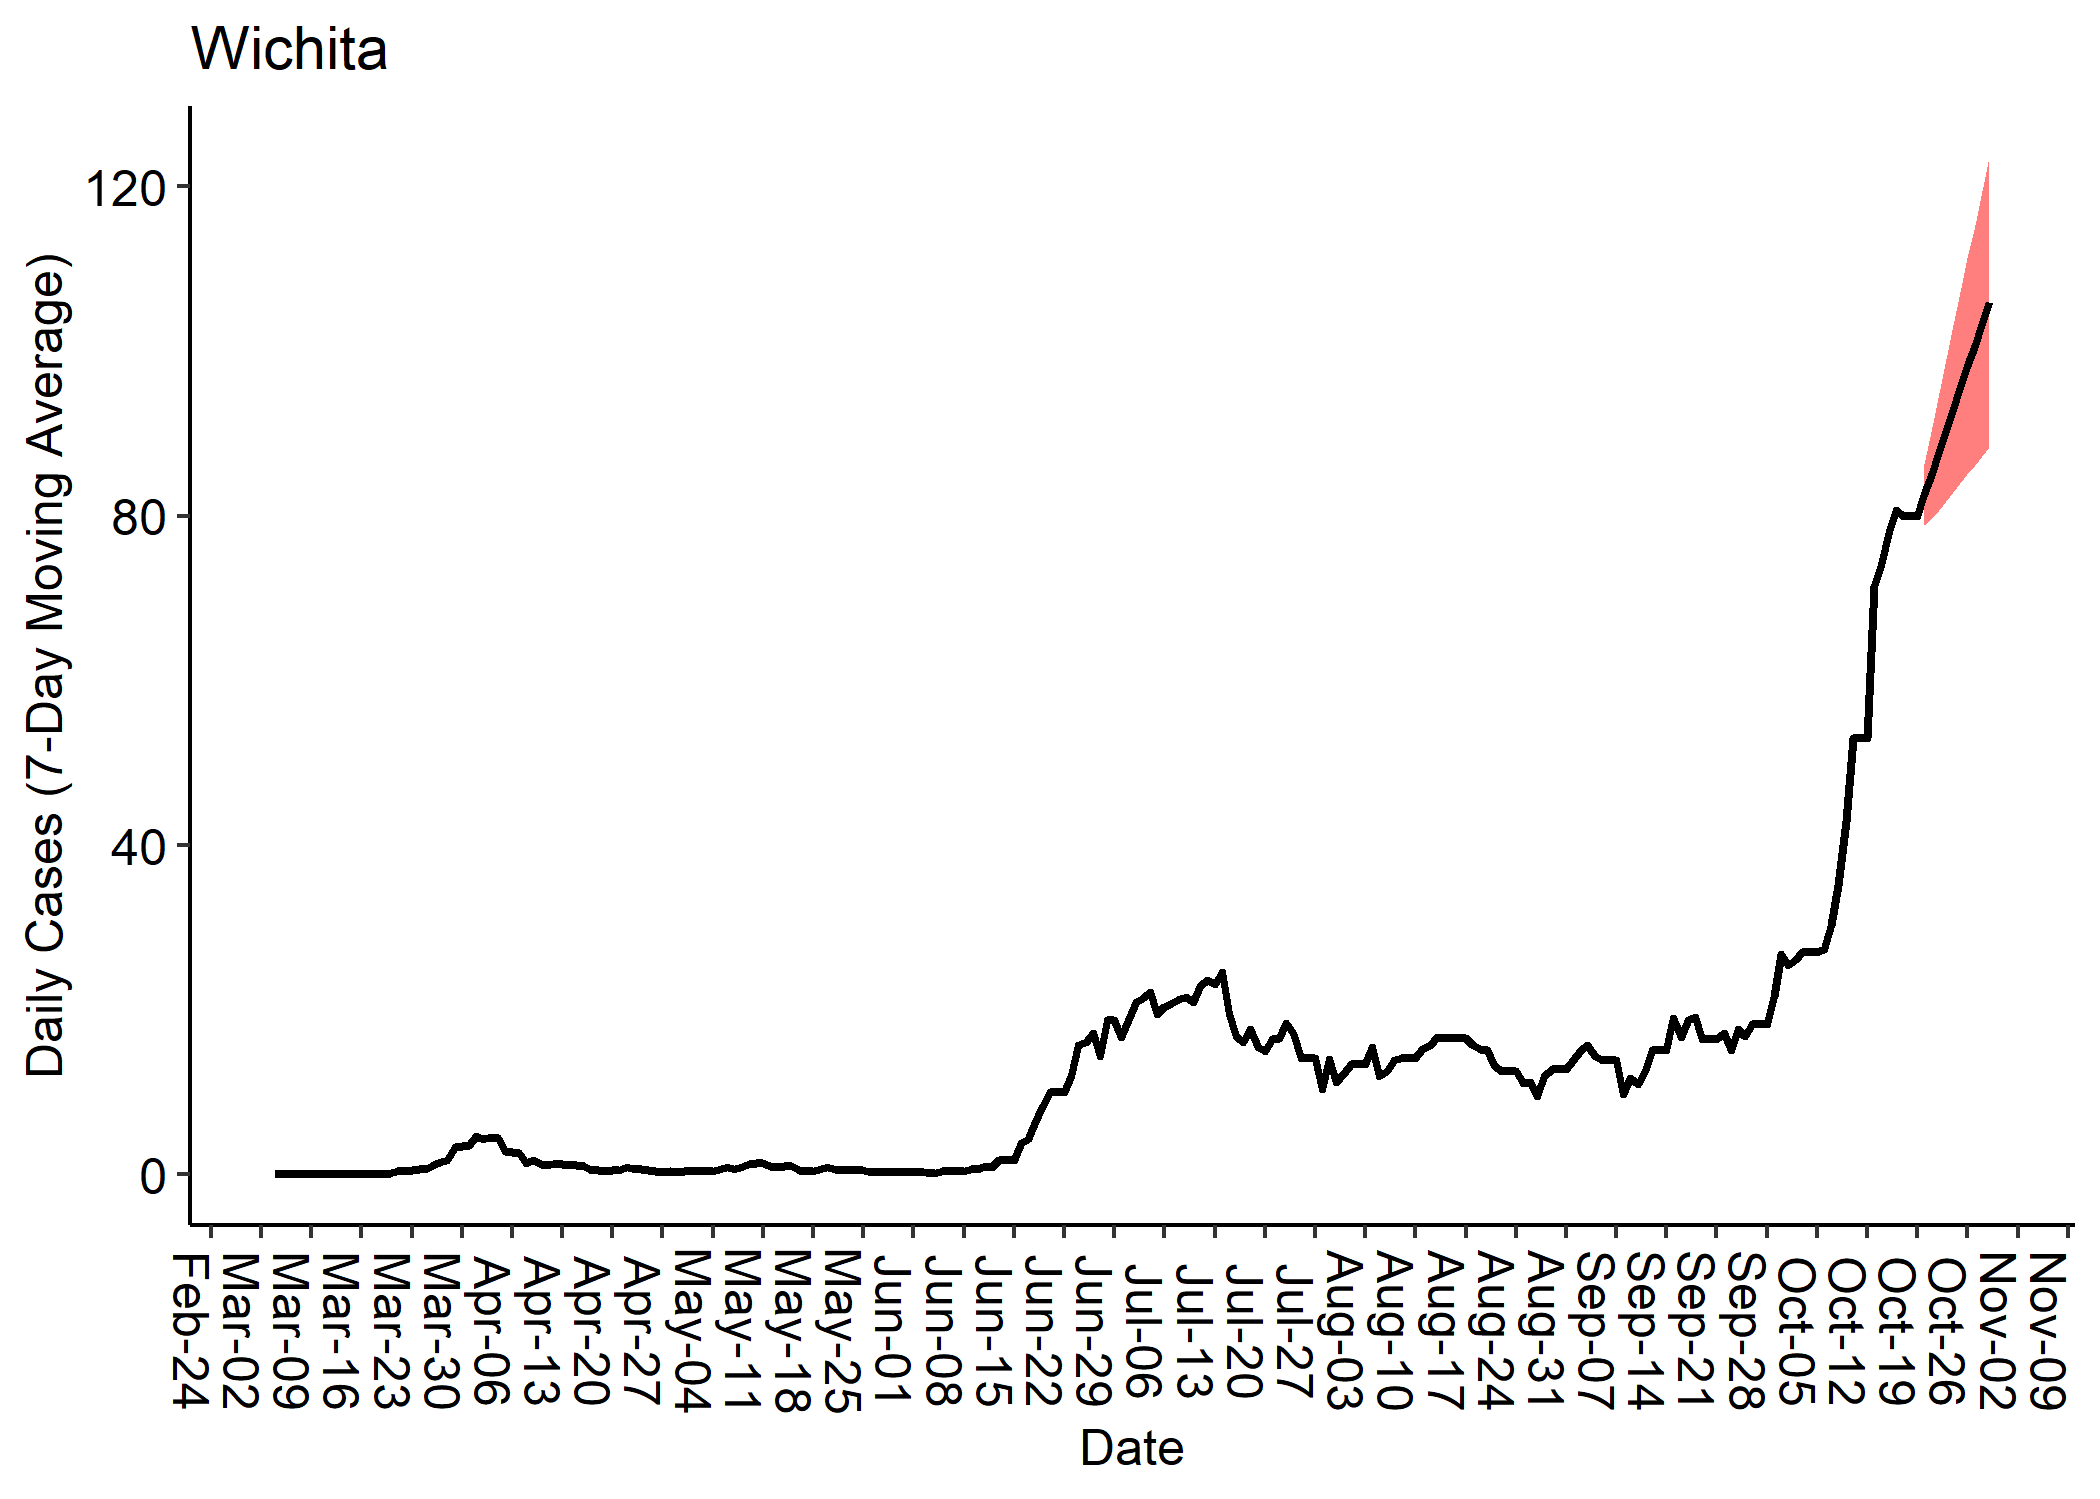 Wichita
Daily Cases (7-Day Moving Average)
120
80
40
0
Feb-24
Mar-02
Mar-09
Mar-16
Mar-23
Mar-30
Apr-06
Apr-13
Apr-20
Apr-27
May-04
May-11
May-18
May-25
Jun-01
Jun-08
Jun-15
Jun-22
Jun-29
Jul-06
Jul-13
Jul-20
Jul-27
Aug-03
Aug-10
Aug-17
Aug-24
Aug-31
Sep-07
Sep-14
Sep-21
Sep-28
Oct-05
Oct-12
Oct-19
Oct-26
Nov-02
Nov-09
Date